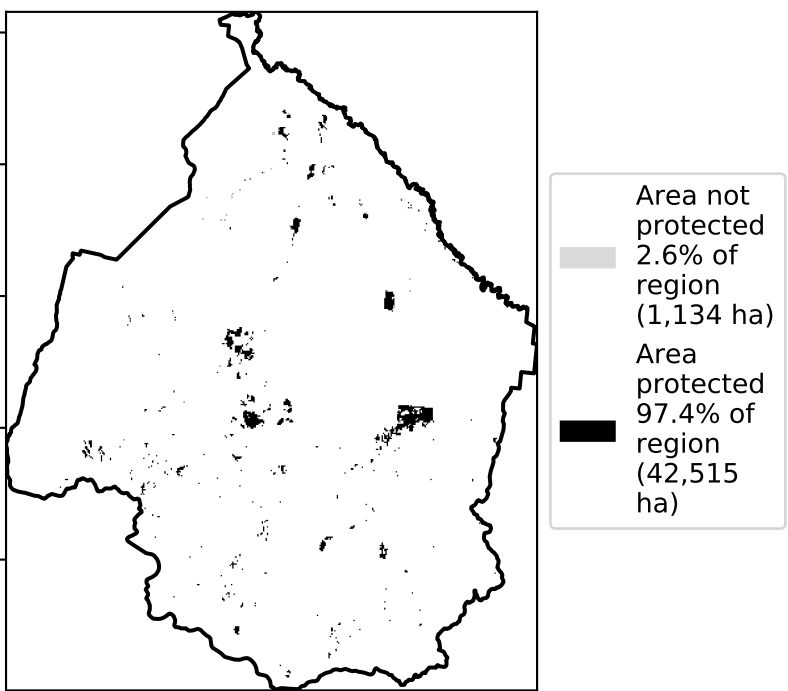 Area not
protected
2.6% of
region
(1,134 ha)
Area
protected
97.4% of
region
(42,515
ha)